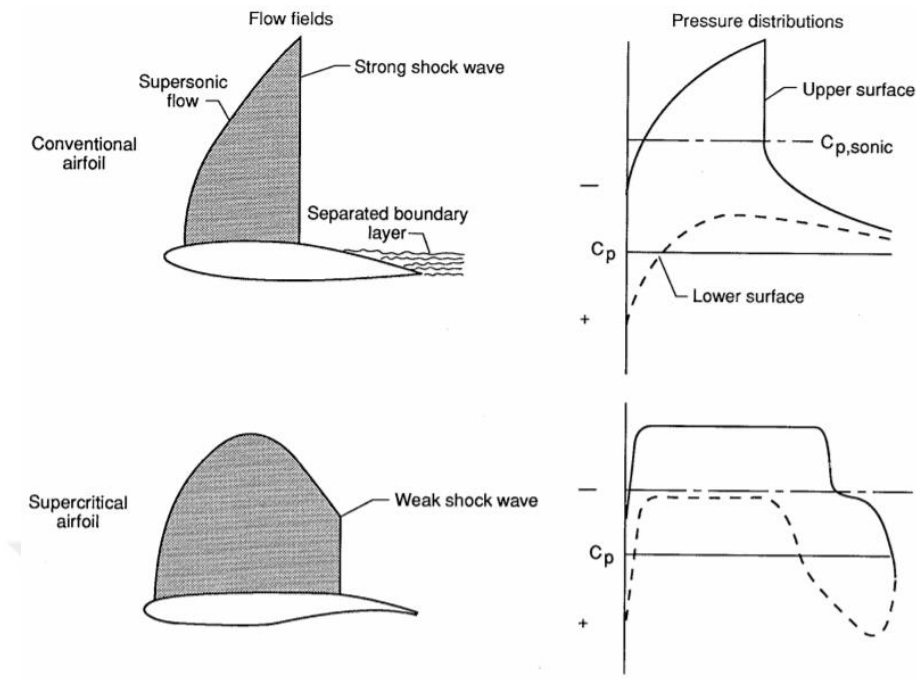 Flow fields
Pressure distributions
Supersonic
flow
Strong shock wave
Conventional
airfoil
Separated boundary
layer
Upper surface
Cp,sonic
—
Cp
Lower surface
+
Supercritical
airfoil
Weak shock wave
—
Cp
+